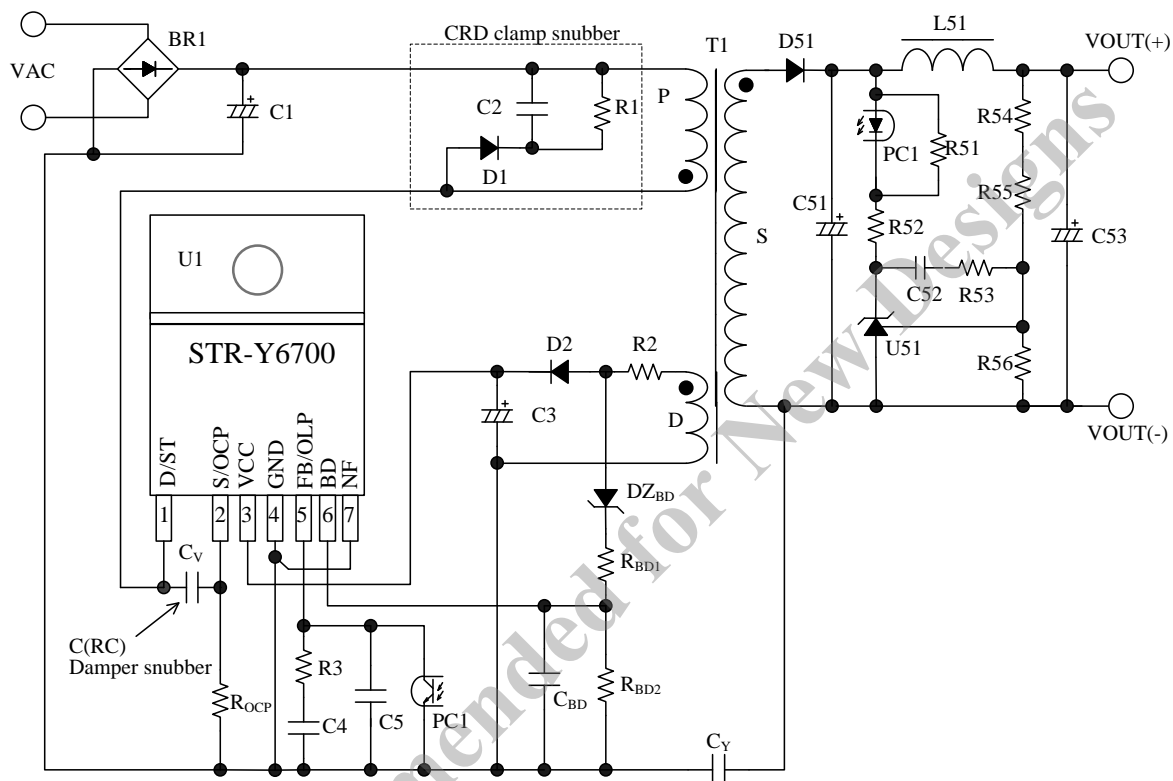 CRD clamp snubber
T1
D51
L51
VOUT(+)
BR1
VAC
C1
C2
R1
P
D1
PC1
R51
R54
R55
R52
C51
S
C53
C52
R53
U51
R56
VOUT(-)
U1
STR-Y6700
D2
R2
C3
D
D/ST
S/OCP
VCC
GND
FB/OLP
BD
NF
1
2
3
4
5
6
7
DZBD
RBD1
CV
C(RC)
Damper snubber
ROCP
R3
C4
C5
PC1
CBD
RBD2
CY
mended for New Designs